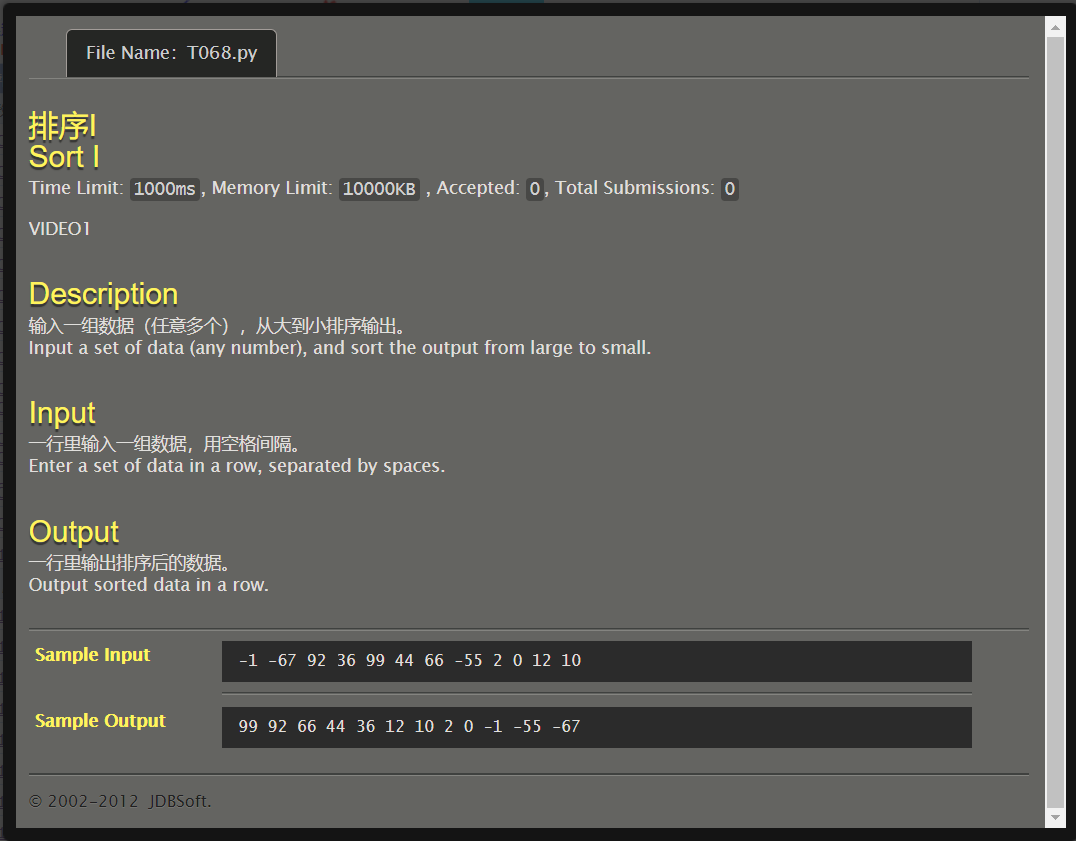 File Name: T068.py
排序I
Sort I
Time Limit: 1000ms, Memory Limit: 10000KB , Accepted: 0, Total Submissions: 0
VIDEO1
Description
输入一组数据（任意多个），从大到小排序输出。
Input a set of data (any number), and sort the output from large to small.
Input
一行里输入一组数据，用空格间隔。
Enter a set of data in a row, separated by spaces.
Output
一行里输出排序后的数据。
Output sorted data in a row.
Sample Input
-1 -67 92 36 99 44 66 -55 2 0 12 10
Sample Output
99 92 66 44 36 12 10 2 0 -1 -55 -67
© 2002-2012 JDBSoft.